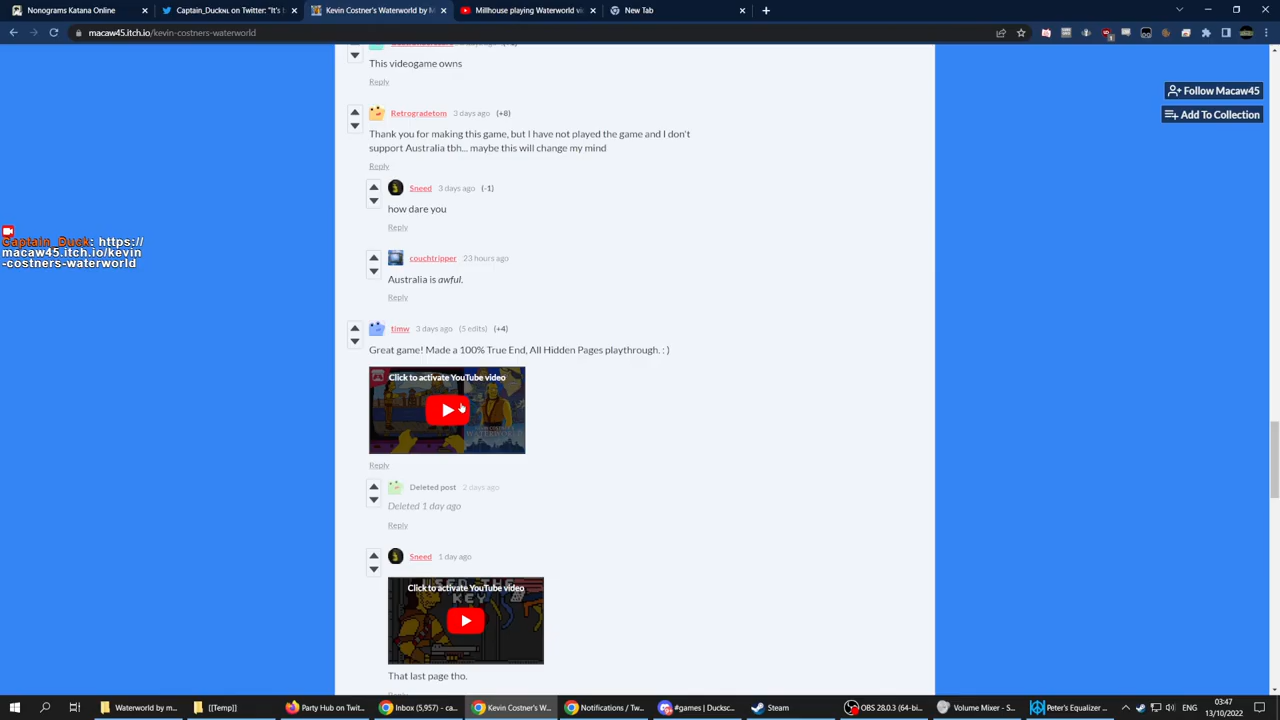 Nonograms Katana Online
Captain_Duckɴ on Twitter: "It's t
Kevin Costner's Waterworld by M
Millhouse playing Waterworld
New Tab
macaw45.itch.io/kevin-costners-waterworld
This videogame owns
Reply
Follow Macaw45
Add To Collection
Retrogradetom 3 days ago (+8)
Thank you for making this game, but I have not played the game and I don't
support Australia tbh... maybe this will change my mind
Reply
Sneed 3 days ago (-1)
how dare you
Reply
Captain_Duck: https://
macaw45.itch.io/kevin
-costners-waterworld
couchtripper 23 hours ago
Australia is awful.
Reply
timw 3 days ago (5 edits) (+4)
Great game! Made a 100% True End, All Hidden Pages playthrough. : )
Click to activate YouTube video
WATERWORLD
Reply
Deleted post 2 days ago
Deleted 1 day ago
Reply
Sneed 1 day ago
USED THE
KEY
Click to activate YouTube video
That last page tho.
Waterworld by m...
[[Temp]]
Party Hub on Twit...
Inbox (5,957) - ca...
Kevin Costner's W...
Notifications / Tw...
#games | Ducksc...
Steam
OBS 28.0.3 (64-bi...
Volume Mixer - S...
Peter's Equalizer...
ENG
03:47
13/10/2022